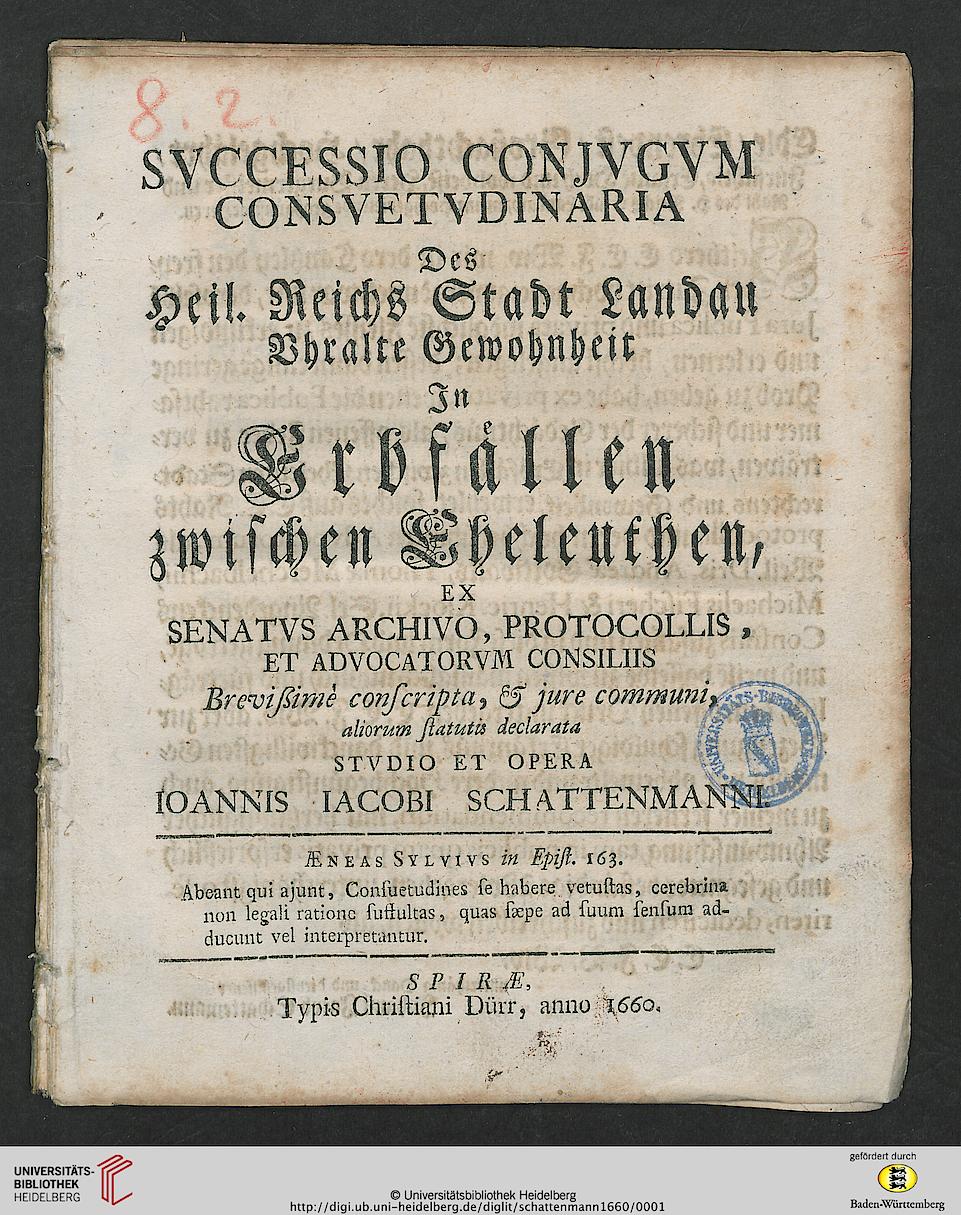 8. 2.
SVCCESSIO CONJVGVM
CONSVETVDINARIA
Des
Heil. Reichs Stadt Landau
Vhralte Gewohnheit
In
Erbfaͤllen
zwiſchen Eheleuthen,
EX
SENATVS ARCHIVO, PROTOCOLLIS,
ET ADVOCATORVM CONSILIIS
Breviſsimè conſcripta, & jure communi,
aliorum ſtatutis declarata
STVDIO ET OPERA
IOANNIS IACOBI SCHATTENMANNI.
ÆNEAS SYLVIVS in Epiſt. 163.
Abeant qui ajunt, Conſuetudines ſe habere vetuſtas, cerebrina
non legali ratione ſuffultas, quas ſæpe ad ſuum ſenſum ad-
ducunt vel interpretantur.
SPIRÆ,
Typis Chriſtiani Dürr, anno 1660.
UNIVERSITÄTS-
BIBLIOTHEK
HEIDELBERG
© Universitätsbibliothek Heidelberg
http://digi.ub.uni-heidelberg.de/diglit/schattenmann1660/0001
gefördert durch
Baden-Württemberg